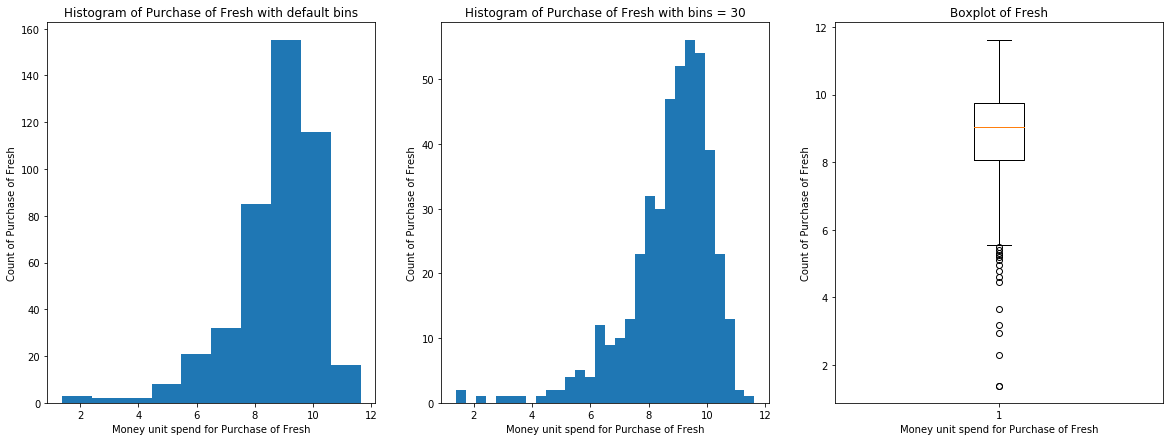 Histogram of Purchase of Fresh with default bins
160
140
120
100
80
60
40
20
0
2 4 6 8 10 12
Count of Purchase of Fresh
Money unit spend for Purchase of Fresh
Histogram of Purchase of Fresh with bins = 30
50
40
30
20
10
0
2 4 6 8 10 12
Count of Purchase of Fresh
Money unit spend for Purchase of Fresh
Boxplot of Fresh
12
10
8
6
4
2
1
Count of Purchase of Fresh
Money unit spend for Purchase of Fresh